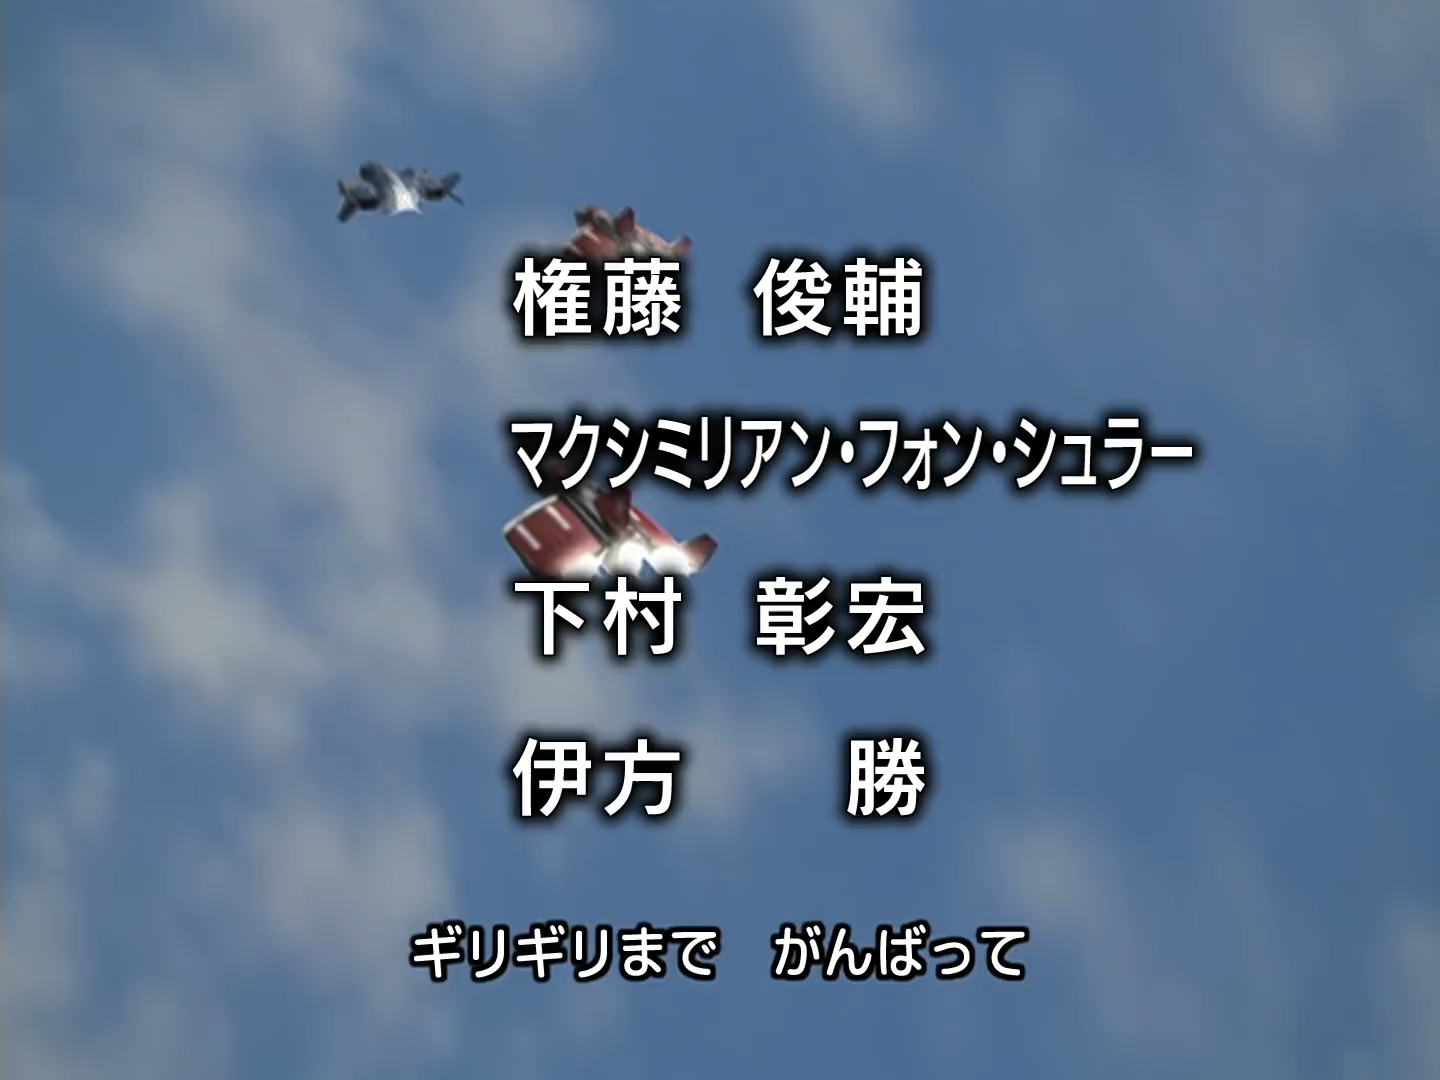 権藤 俊輔
マクシミリアン・フォン・シュラー
下村 彰宏
伊方 勝
ギリギリまで がんばって